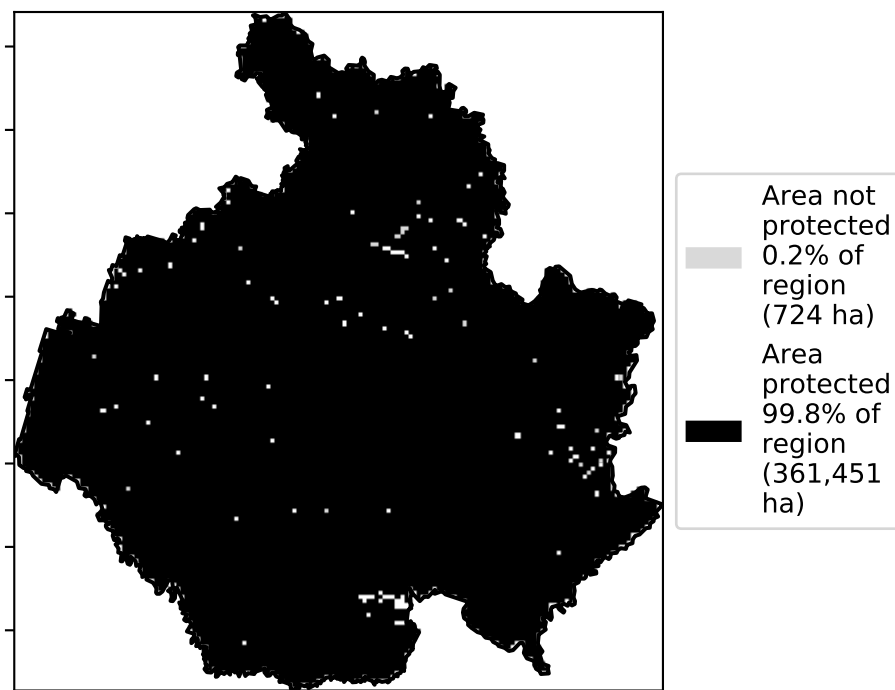 Area not
protected
0.2% of
region
(724 ha)
Area
protected
99.8% of
region
(361,451
ha)